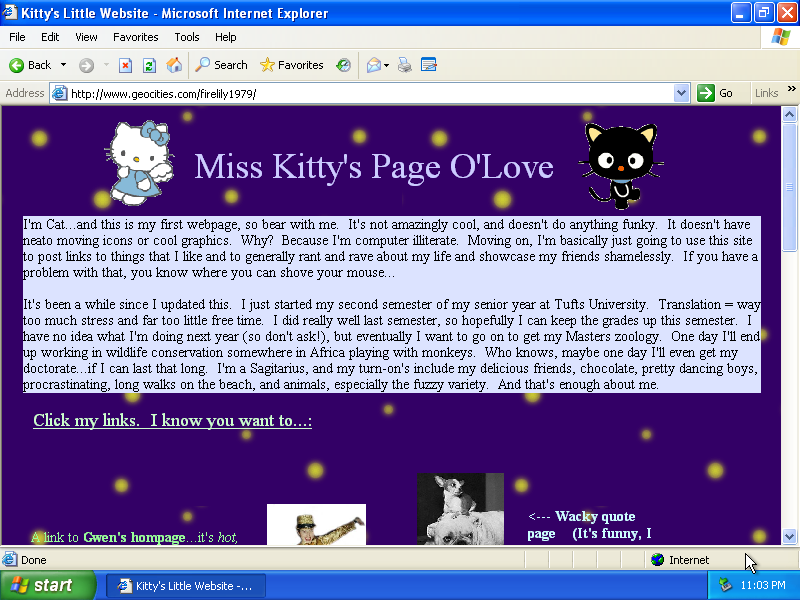 Kitty's Little Website - Microsoft Internet Explorer
File Edit View Favorites Tools Help
Back Search Favorites
Address http://www.geocities.com/firelily1979/ Go Links »
Miss Kitty's Page O'Love
I'm Cat...and this is my first webpage, so bear with me. It's not amazingly cool, and doesn't do anything funky. It doesn't have
neato moving icons or cool graphics. Why? Because I'm computer illiterate. Moving on, I'm basically just going to use this site
to post links to things that I like and to generally rant and rave about my life and showcase my friends shamelessly. If you have a
problem with that, you know where you can shove your mouse...
It's been a while since I updated this. I just started my second semester of my senior year at Tufts University. Translation = way
too much stress and far too little free time. I did really well last semester, so hopefully I can keep the grades up this semester. I
have no idea what I'm doing next year (so don't ask!), but eventually I want to go on to get my Masters zoology. One day I'll end
up working in wildlife conservation somewhere in Africa playing with monkeys. Who knows, maybe one day I'll even get my
doctorate...if I can last that long. I'm a Sagitarius, and my turn-on's include my delicious friends, chocolate, pretty dancing boys,
procrastinating, long walks on the beach, and animals, especially the fuzzy variety. And that's enough about me.
Click my links. I know you want to...:
A link to Gwen's hompage...it's hot,
<--- Wacky quote
page (It's funny, I
Done Internet
start Kitty's Little Website -... 11:03 PM